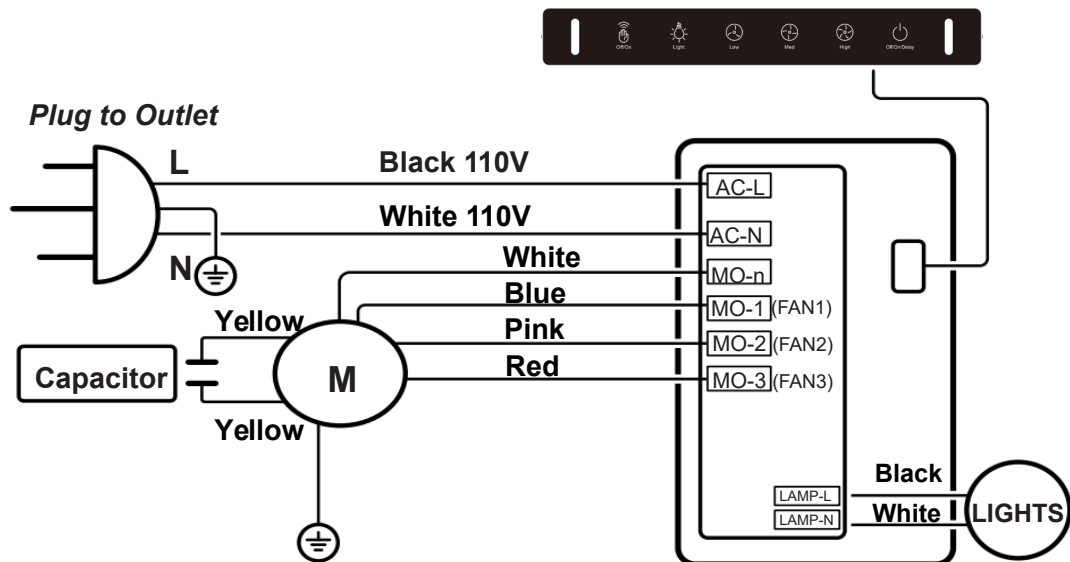 Off/On
Light
Low
Med
High
Off/On/Delay
Plug to Outlet
L
Black 110V
AC-L
White 110V
AC-N
N
White
MO-n
Blue
MO-1 (FAN1)
Yellow
Pink
MO-2 (FAN2)
Capacitor
M
Red
MO-3 (FAN3)
Yellow
Black
LAMP-L
LIGHTS
White
LAMP-N